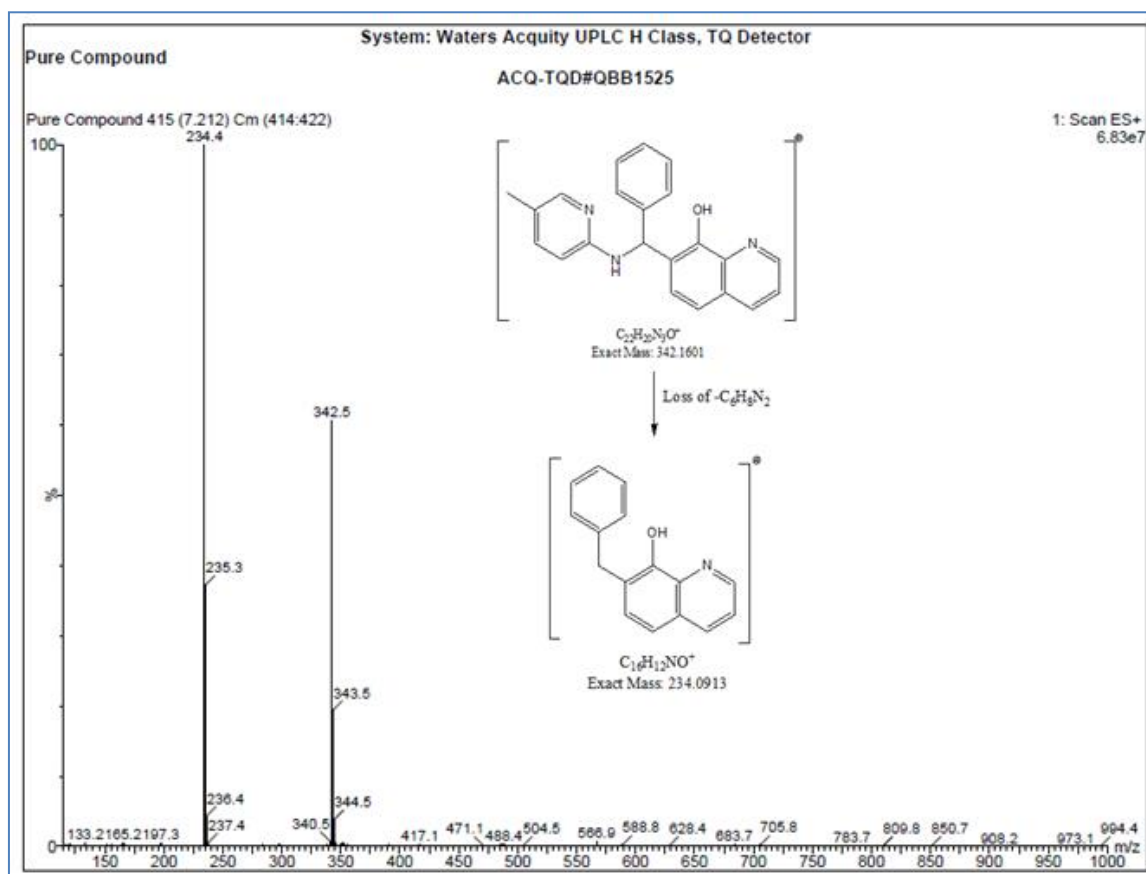 System: Waters Acquity UPLC H Class, TQ Detector
Pure Compound
ACQ-TQD#QBB1525
Pure Compound 415 (7.212) Cm (414:422)
1: Scan ES+
6.83e7
100
%
0
234.4
235.3
236.4
237.4
342.5
343.5
344.5
340.5
133.2165.2197.3
417.1
471.1
488.4
504.5
566.9
588.8
628.4
683.7
705.8
783.7
809.8
850.7
908.2
973.1
994.4
OH
N
N
N
H
⊕
C₂₂H₂₀N₃O⁺
Exact Mass: 342.1601
Loss of -C₆H₈N₂
⊕
OH
N
C₁₆H₁₂NO⁺
Exact Mass: 234.0913
150 200 250 300 350 400 450 500 550 600 650 700 750 800 850 900 950 1000 m/z